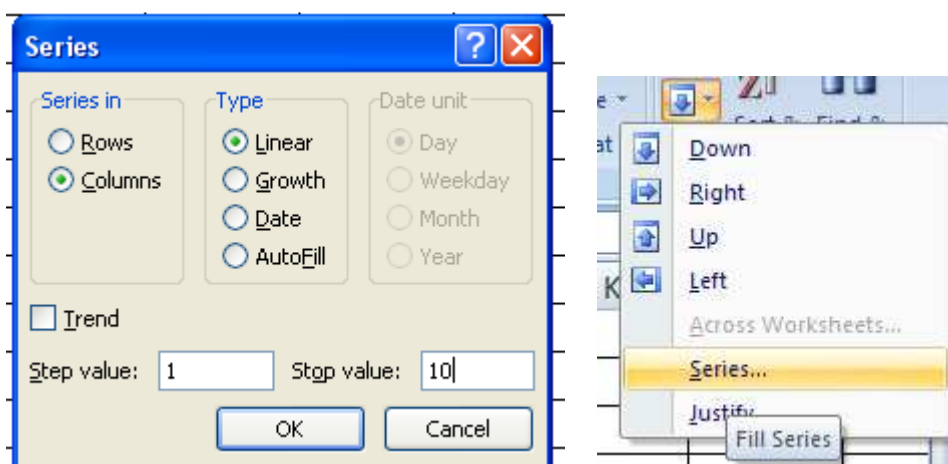 Series
Series in
Rows
Columns
Type
Linear
Growth
Date
AutoFill
Date unit
Day
Weekday
Month
Year
Trend
Step value: 1
Stop value: 10
OK
Cancel
Down
Right
Up
Left
K
Across Worksheets...
Series...
Justify
Fill Series